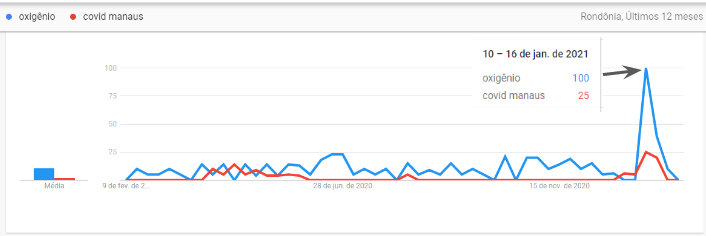 oxigênio covid manaus Rondônia, Últimos 12 meses
10 – 16 de jan. de 2021
oxigênio 100
covid manaus 25
100
75
50
25
Média 9 de fev. de 2... 28 de jun. de 2020 15 de nov. de 2020